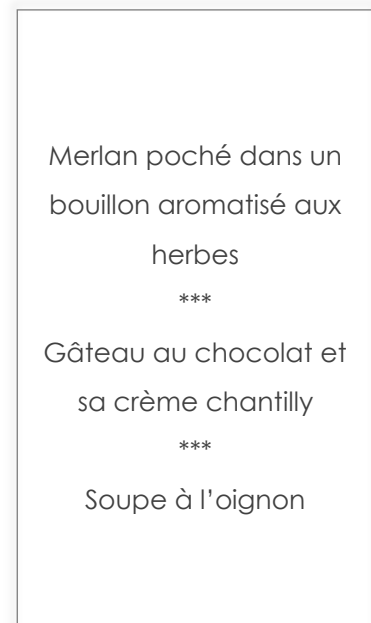 Merlan poché dans un
bouillon aromatisé aux
herbes
***
Gâteau au chocolat et
sa crème chantilly
***
Soupe à l’oignon